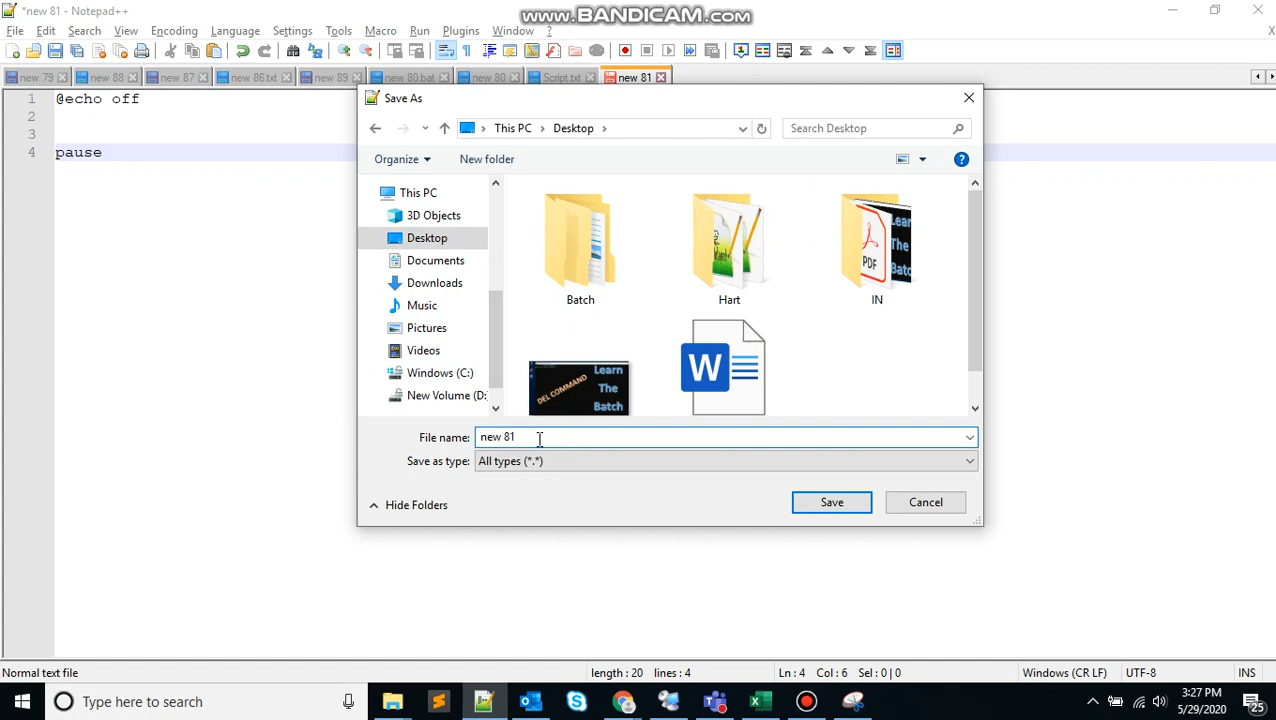 *new 81 - Notepad++
www.BANDICAM.com
File Edit Search View Encoding Language Settings Tools Macro Run Plugins Window ?
X
new 79 new 88 new 87 new 86.txt new 89 new 80.bat new 80 Script.txt new 81
1 @echo off
2
3
4 pause
Save As
This PC > Desktop >
Search Desktop
Organize New folder
This PC
3D Objects
Desktop
Documents
Downloads
Music
Pictures
Videos
Windows (C:)
New Volume (D:
PDF
Lear
The
Batc
Batch Hart IN
DEL COMMAND
Learn
The
Batch
W
File name: new 81
Save as type: All types (*.*)
Hide Folders
Save Cancel
Normal text file length : 20 lines : 4 Ln : 4 Col : 6 Sel : 0 | 0 Windows (CR LF) UTF-8 INS
Type here to search
3:27 PM
5/29/2020
25